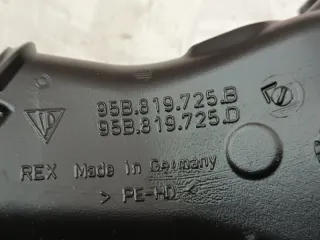 95B.819.725.B
95B.819.725.D
REX Made in Germany
> PE-HD <